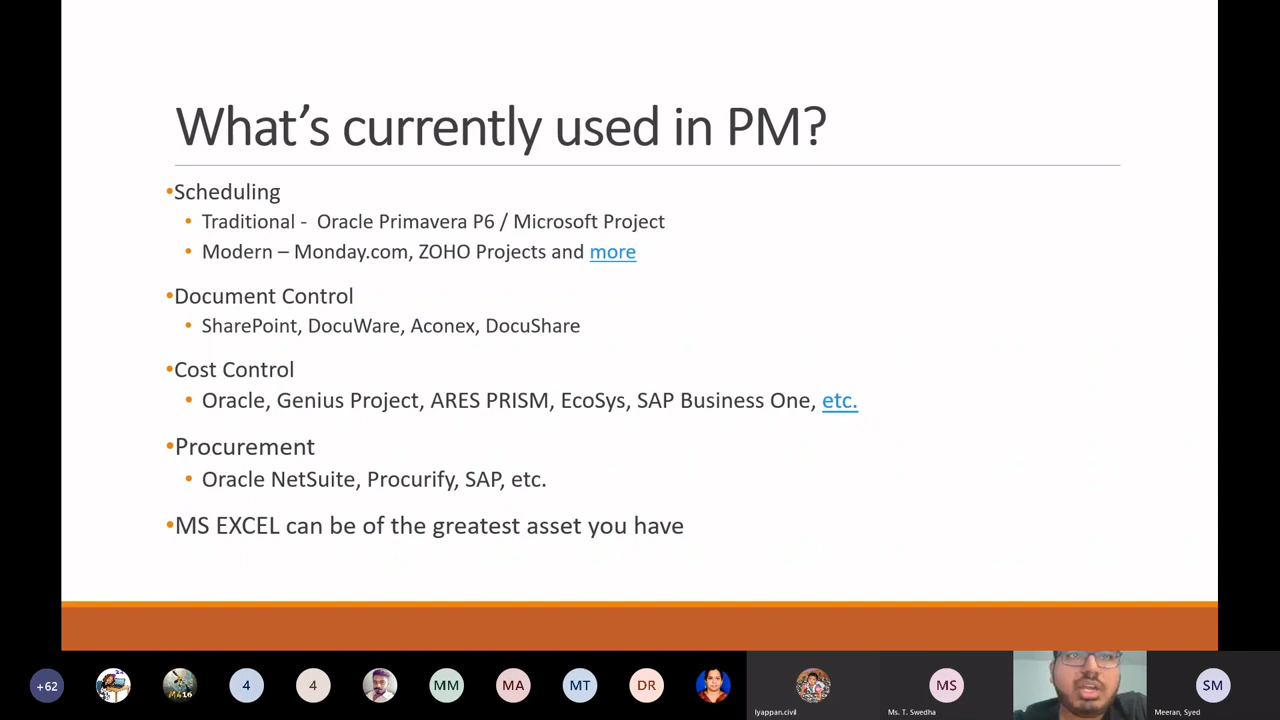 What's currently used in PM?
•Scheduling
• Traditional - Oracle Primavera P6 / Microsoft Project
• Modern – Monday.com, ZOHO Projects and more
•Document Control
• SharePoint, DocuWare, Aconex, DocuShare
•Cost Control
• Oracle, Genius Project, ARES PRISM, EcoSys, SAP Business One, etc.
•Procurement
• Oracle NetSuite, Procurify, SAP, etc.
•MS EXCEL can be of the greatest asset you have
+62
M416
4
4
MM
MA
MT
DR
MS
SM
Iyappan.civil
Ms. T. Swedha
Meeran, Syed